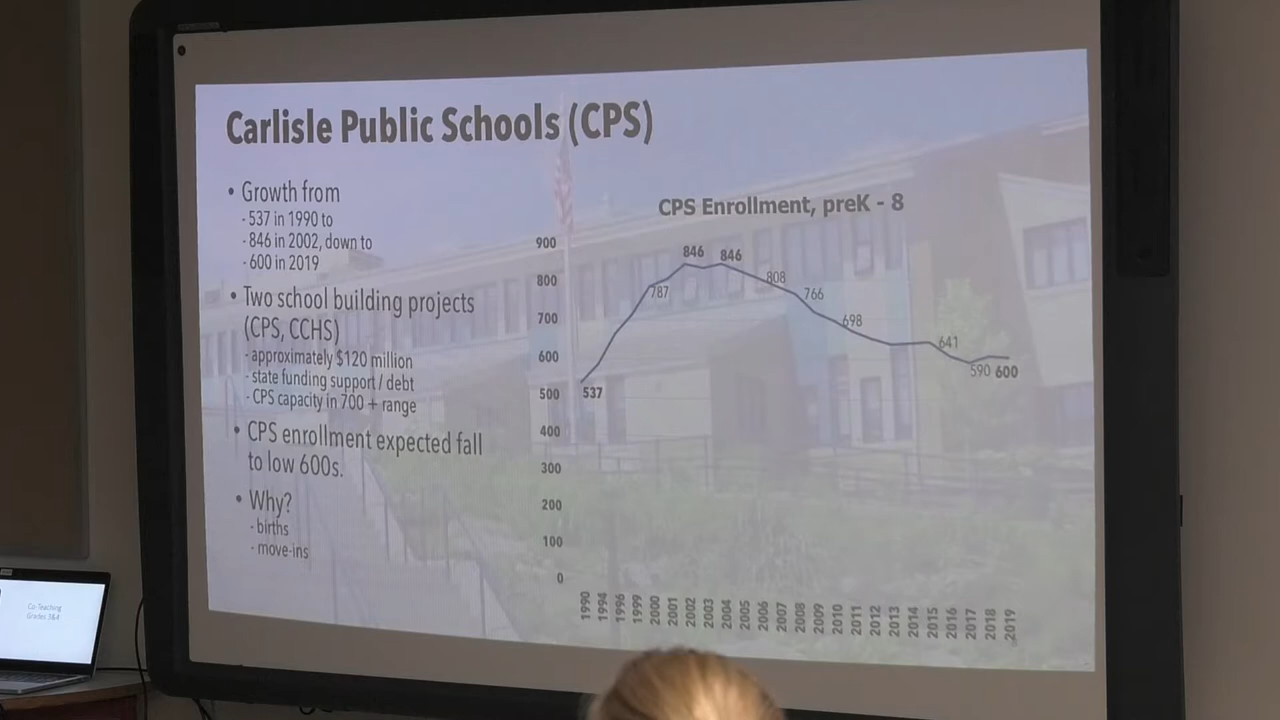 Carlisle Public Schools (CPS)
• Growth from
- 537 in 1990 to
- 846 in 2002, down to
- 600 in 2019
• Two school building projects
(CPS, CCHS)
- approximately $120 million
- state funding support / debt
- CPS capacity in 700 + range
• CPS enrollment expected fall
to low 600s.
• Why?
- births
- move-ins
CPS Enrollment, preK - 8
900
800
700
600
500
400
300
200
100
0
537
787
846
846
808
766
698
641
590
600
1990
1994
1996
1999
2000
2001
2002
2003
2004
2005
2006
2007
2008
2009
2010
2011
2012
2013
2014
2015
2016
2017
2018
2019
Co-Teaching
Grades 3&4